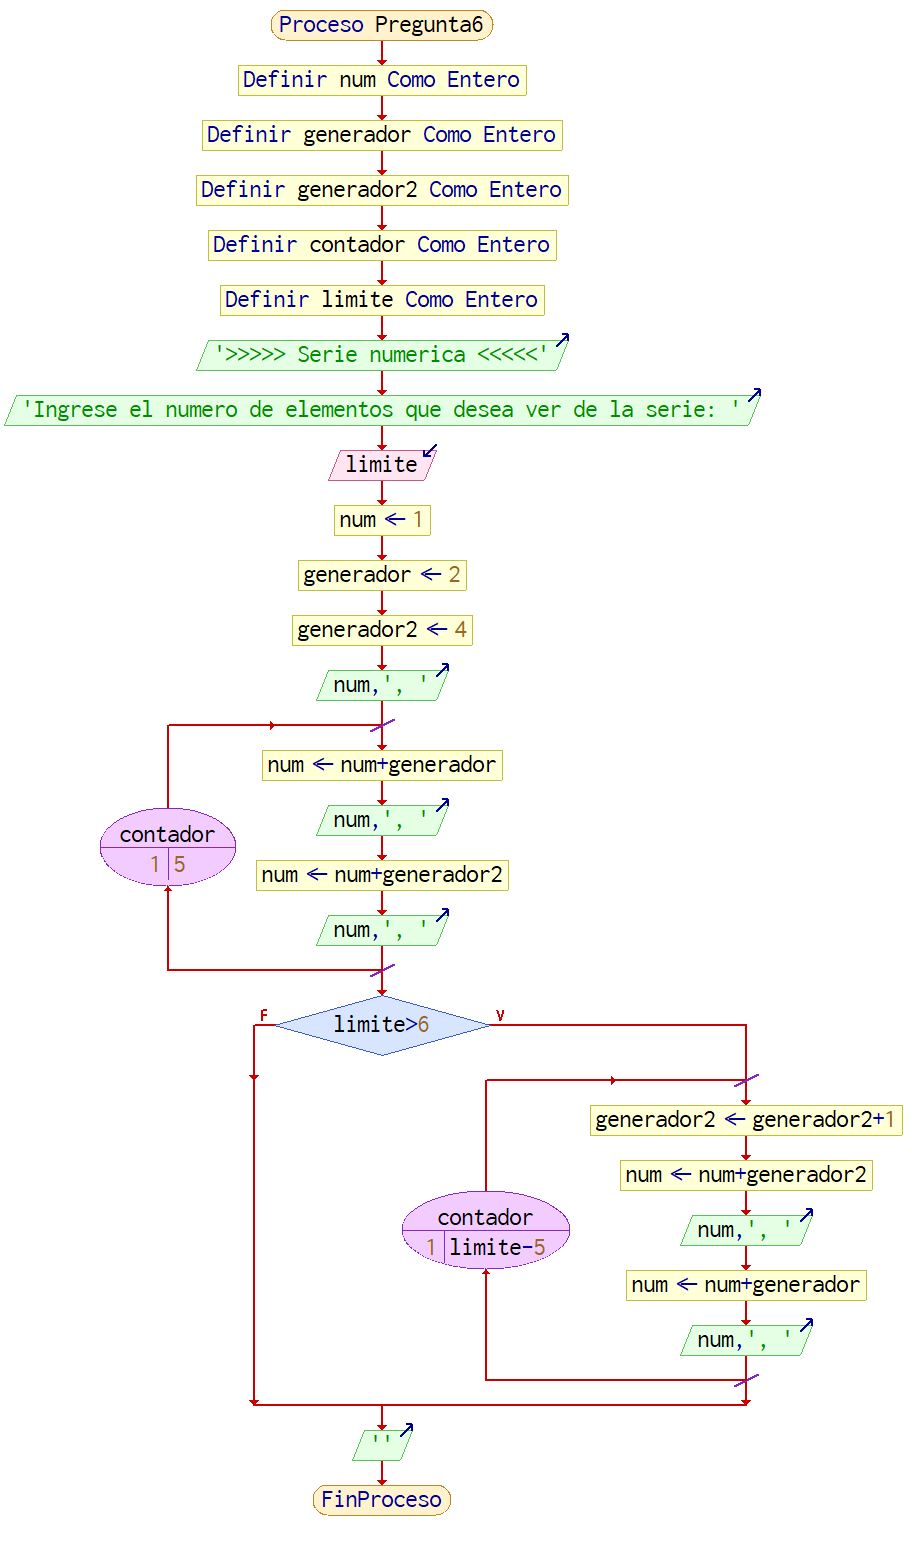 Proceso Pregunta6
Definir num Como Entero
Definir generador Como Entero
Definir generador2 Como Entero
Definir contador Como Entero
Definir limite Como Entero
'>>>>> Serie numerica <<<<<'
'Ingrese el numero de elementos que desea ver de la serie: '
limite
num ← 1
generador ← 2
generador2 ← 4
num,', '
num ← num+generador
num,', '
contador
1 5
num ← num+generador2
num,', '
limite>6
F
V
generador2 ← generador2+1
num ← num+generador2
contador
1 limite-5
num,', '
num ← num+generador
num,', '
''
FinProceso